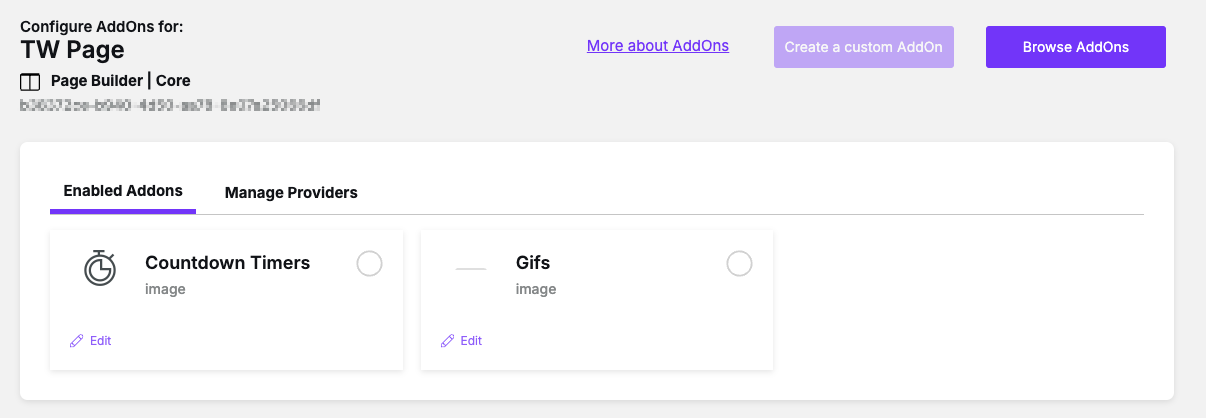 Configure AddOns for:
TW Page
Page Builder | Core
More about AddOns
Create a custom AddOn
Browse AddOns
Enabled Addons
Manage Providers
Countdown Timers
image
Edit
Gifs
image
Edit